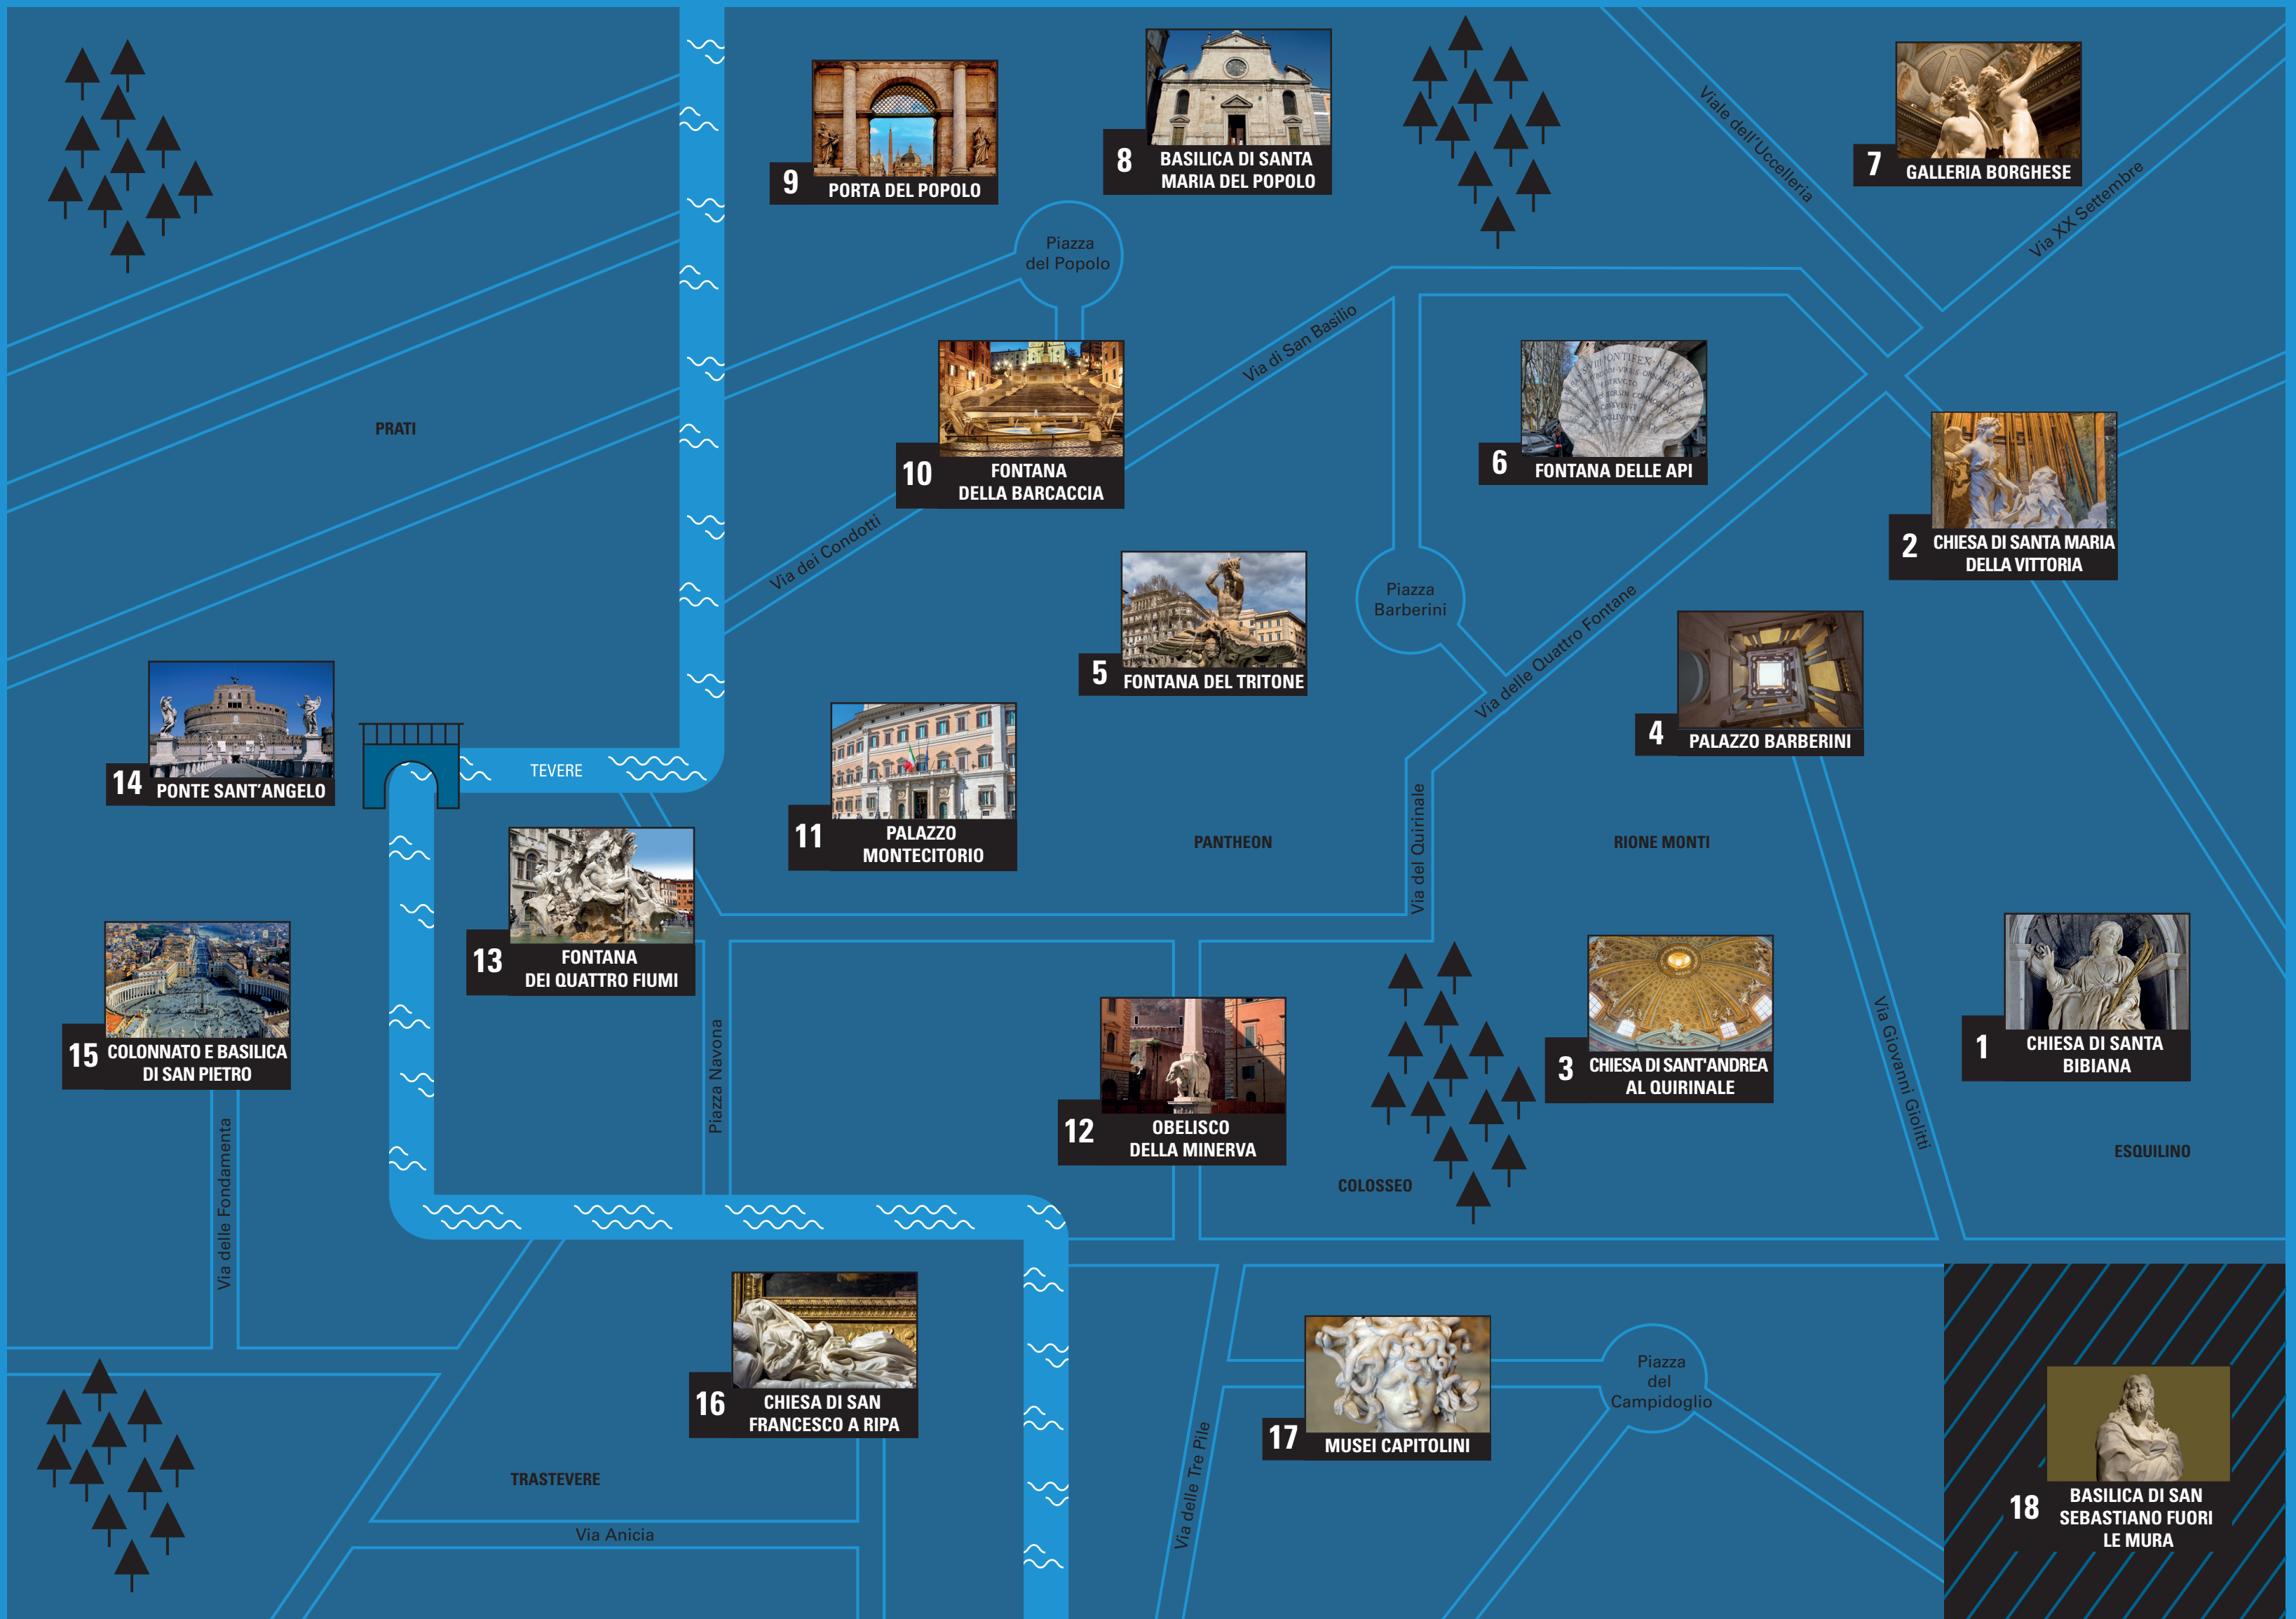 9
PORTA DEL POPOLO
8
BASILICA DI SANTA
MARIA DEL POPOLO
Viale dell'Uccelleria
7
GALLERIA BORGHESE
Via XX Settembre
Piazza
del Popolo
Via di San Basilio
PRATI
10
FONTANA
DELLA BARCACCIA
6
FONTANA DELLE API
2
CHIESA DI SANTA MARIA
DELLA VITTORIA
Via dei Condotti
Piazza
Barberini
Via delle Quattro Fontane
5
FONTANA DEL TRITONE
4
PALAZZO BARBERINI
14
PONTE SANT'ANGELO
TEVERE
11
PALAZZO
MONTECITORIO
PANTHEON
Via del Quirinale
RIONE MONTI
13
FONTANA
DEI QUATTRO FIUMI
15
COLONNATO E BASILICA
DI SAN PIETRO
Piazza Navona
12
OBELISCO
DELLA MINERVA
3
CHIESA DI SANT'ANDREA
AL QUIRINALE
Via Giovanni Giolitti
1
CHIESA DI SANTA
BIBIANA
ESQUILINO
COLOSSEO
Via delle Fondamenta
16
CHIESA DI SAN
FRANCESCO A RIPA
TRASTEVERE
Via Anicia
Via delle Tre Pile
17
MUSEI CAPITOLINI
Piazza
del
Campidoglio
18
BASILICA DI SAN
SEBASTIANO FUORI
LE MURA